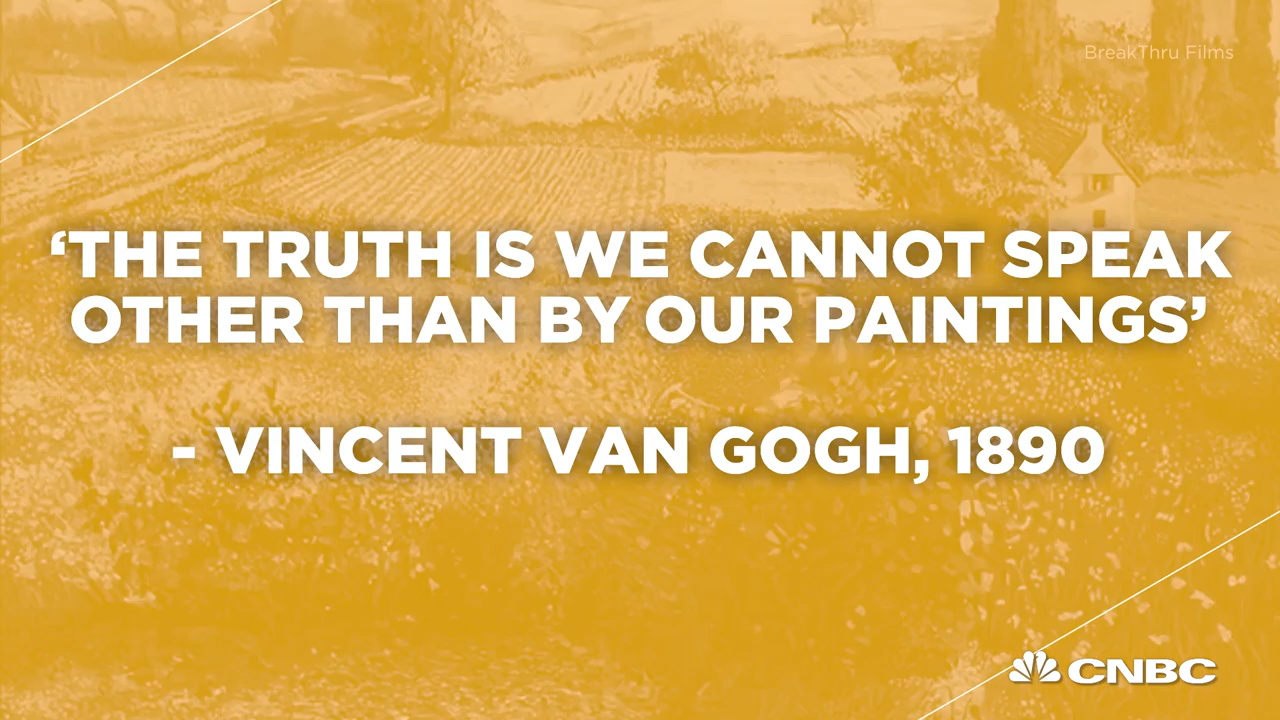 BreakThru Films
‘THE TRUTH IS WE CANNOT SPEAK
OTHER THAN BY OUR PAINTINGS’
- VINCENT VAN GOGH, 1890
CNBC